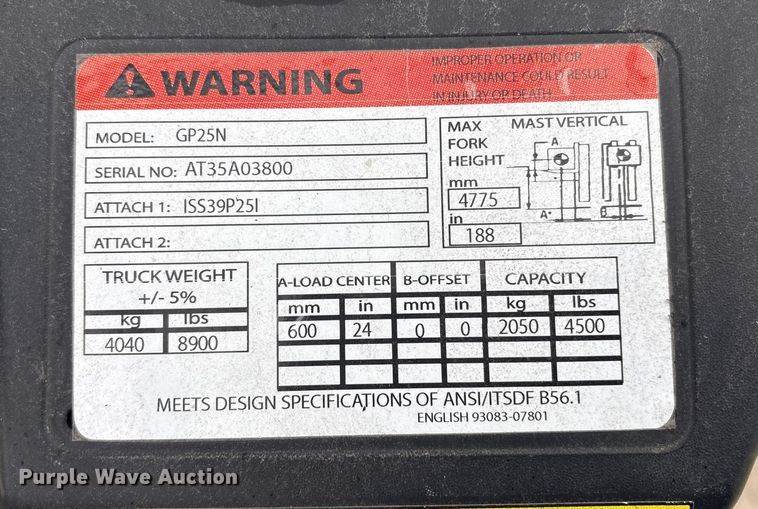 WARNING
IMPROPER OPERATION OR
MAINTENANCE COULD RESULT
IN INJURY OR DEATH
MODEL: GP25N
SERIAL NO: AT35A03800
ATTACH 1: ISS39P25I
ATTACH 2:
MAX MAST VERTICAL
FORK
HEIGHT
A
mm
4775
A*
B
in
188
TRUCK WEIGHT
+/- 5%
kg lbs
4040 8900
A-LOAD CENTER B-OFFSET CAPACITY
mm in mm in kg lbs
600 24 0 0 2050 4500
MEETS DESIGN SPECIFICATIONS OF ANSI/ITSDF B56.1
ENGLISH 93083-07801
Purple Wave Auction